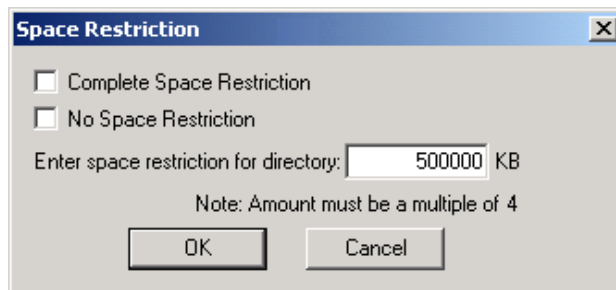 Space Restriction
Complete Space Restriction
No Space Restriction
Enter space restriction for directory: 500000 KB
Note: Amount must be a multiple of 4
OK Cancel